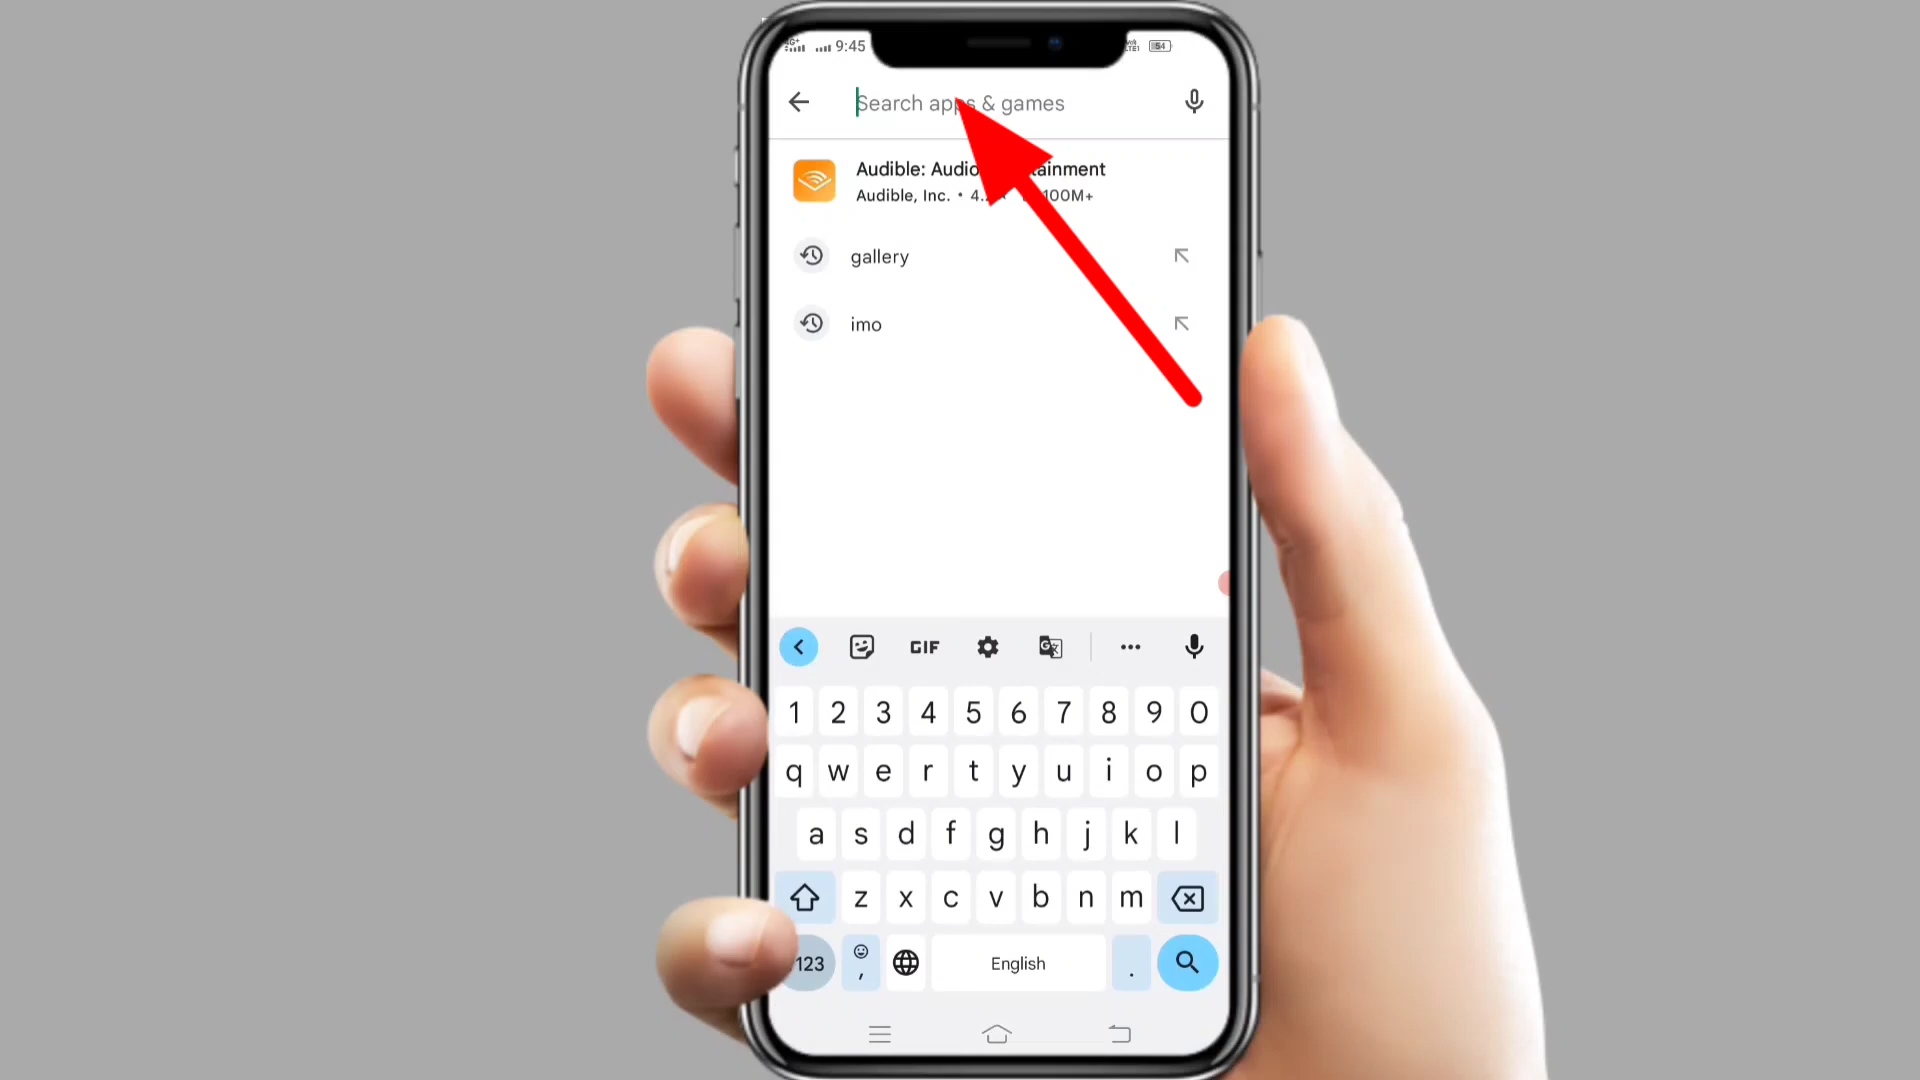 9:45
54
Search apps & games
Audible: Audio
Audible, Inc. • 4. 100M+
gallery
imo
GIF
1 2 3 4 5 6 7 8 9 0
q w e r t y u i o p
a s d f g h j k l
z x c v b n m
123 , English .